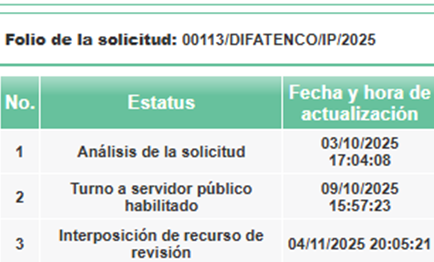 Folio de la solicitud: 00113/DIFATENCO/IP/2025
No. Estatus Fecha y hora de
actualización
1 Análisis de la solicitud 03/10/2025
17:04:08
2 Turno a servidor público
habilitado 09/10/2025
15:57:23
3 Interposición de recurso de
revisión 04/11/2025 20:05:21